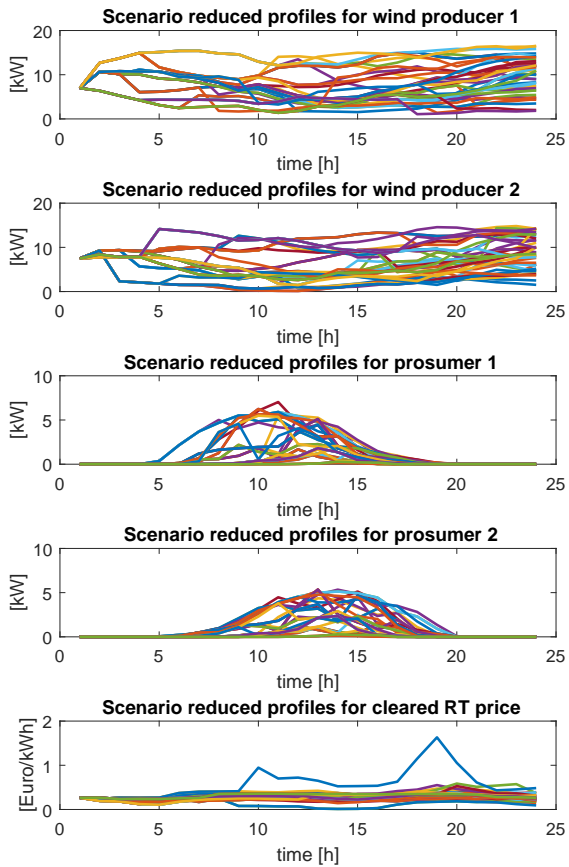 Scenario reduced profiles for wind producer 1
20
10
0
[kW]
0 5 10 15 20 25
time [h]
Scenario reduced profiles for wind producer 2
20
10
0
[kW]
0 5 10 15 20 25
time [h]
Scenario reduced profiles for prosumer 1
10
5
0
[kW]
0 5 10 15 20 25
time [h]
Scenario reduced profiles for prosumer 2
10
5
0
[kW]
0 5 10 15 20 25
time [h]
Scenario reduced profiles for cleared RT price
2
1
0
[Euro/kWh]
0 5 10 15 20 25
time [h]